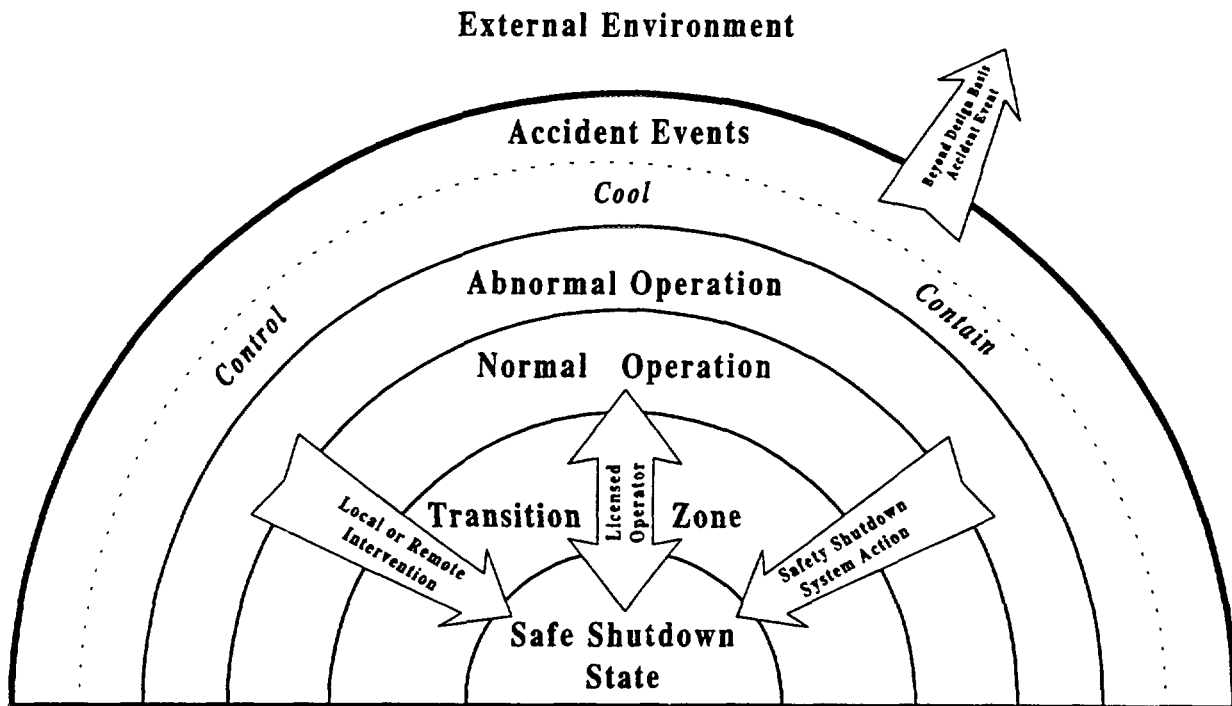 External Environment
Beyond Design Basis
Accident Event
Accident Events
Cool
Control
Contain
Abnormal Operation
Normal Operation
Licensed
Operator
Transition Zone
Local or Remote
Intervention
Safety Shutdown
System Action
Safe Shutdown
State